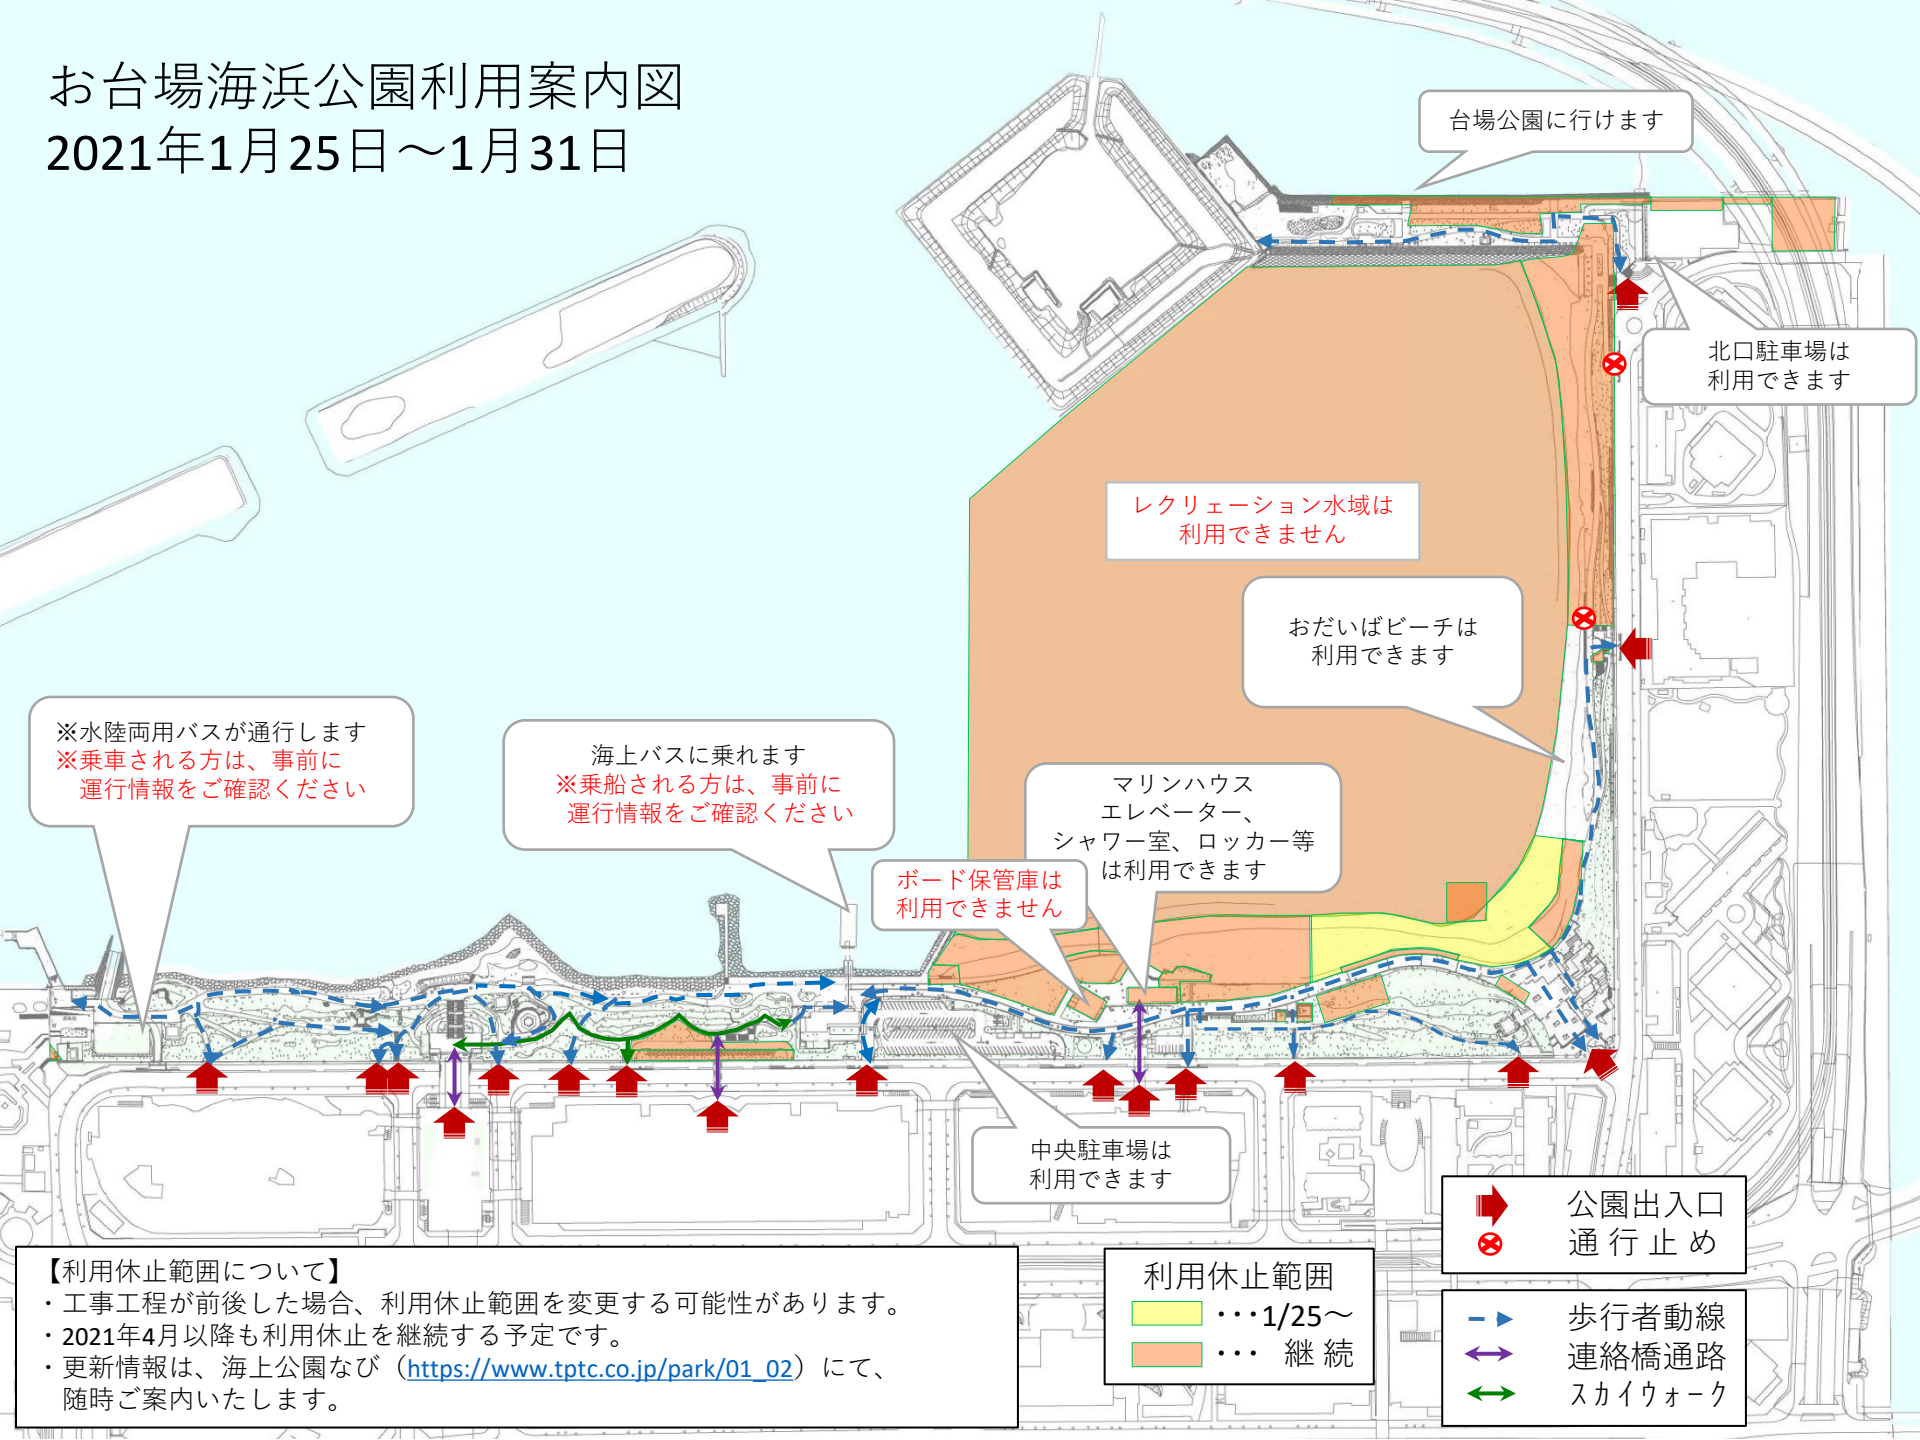 お台場海浜公園利用案内図
2021年1月25日～1月31日
台場公園に行けます
北口駐車場は
利用できます
レクリェーション水域は
利用できません
おだいばビーチは
利用できます
※水陸両用バスが通行します
※乗車される方は、事前に
運行情報をご確認ください
海上バスに乗れます
※乗船される方は、事前に
運行情報をご確認ください
マリンハウス
エレベーター、
シャワー室、ロッカー等
は利用できます
ボード保管庫は
利用できません
中央駐車場は
利用できます
公園出入口
通行止め
【利用休止範囲について】
・工事工程が前後した場合、利用休止範囲を変更する可能性があります。
・2021年4月以降も利用休止を継続する予定です。
・更新情報は、海上公園なび（https://www.tptc.co.jp/park/01_02）にて、
随時ご案内いたします。
利用休止範囲
･･･1/25～
･･･ 継続
歩行者動線
連絡橋通路
スカイウォーク